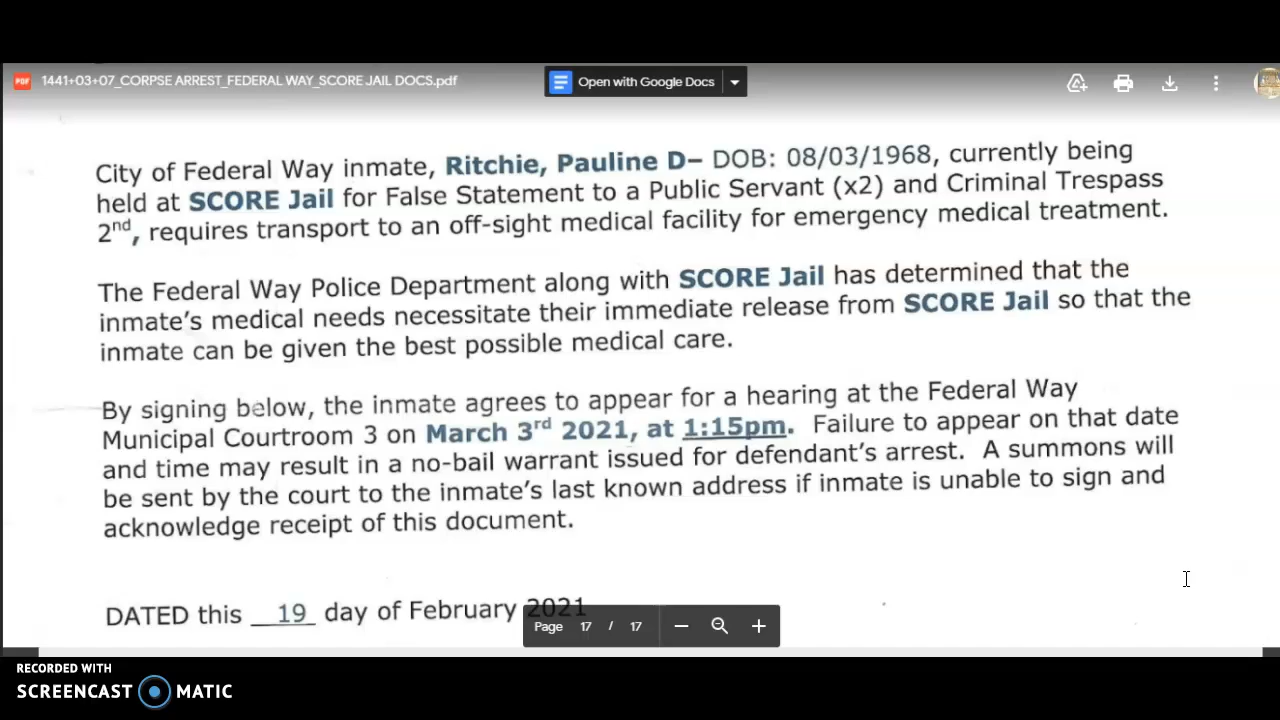 1441+03+07_CORPSE ARREST_FEDERAL WAY_SCORE JAIL DOCS.pdf
Open with Google Docs
City of Federal Way inmate, Ritchie, Pauline D– DOB: 08/03/1968, currently being
held at SCORE Jail for False Statement to a Public Servant (x2) and Criminal Trespass
2nd, requires transport to an off-sight medical facility for emergency medical treatment.
The Federal Way Police Department along with SCORE Jail has determined that the
inmate's medical needs necessitate their immediate release from SCORE Jail so that the
inmate can be given the best possible medical care.
By signing below, the inmate agrees to appear for a hearing at the Federal Way
Municipal Courtroom 3 on March 3rd 2021, at 1:15pm. Failure to appear on that date
and time may result in a no-bail warrant issued for defendant's arrest. A summons will
be sent by the court to the inmate's last known address if inmate is unable to sign and
acknowledge receipt of this document.
DATED this 19 day of February 2021
Page 17 / 17
RECORDED WITH
SCREENCAST MATIC